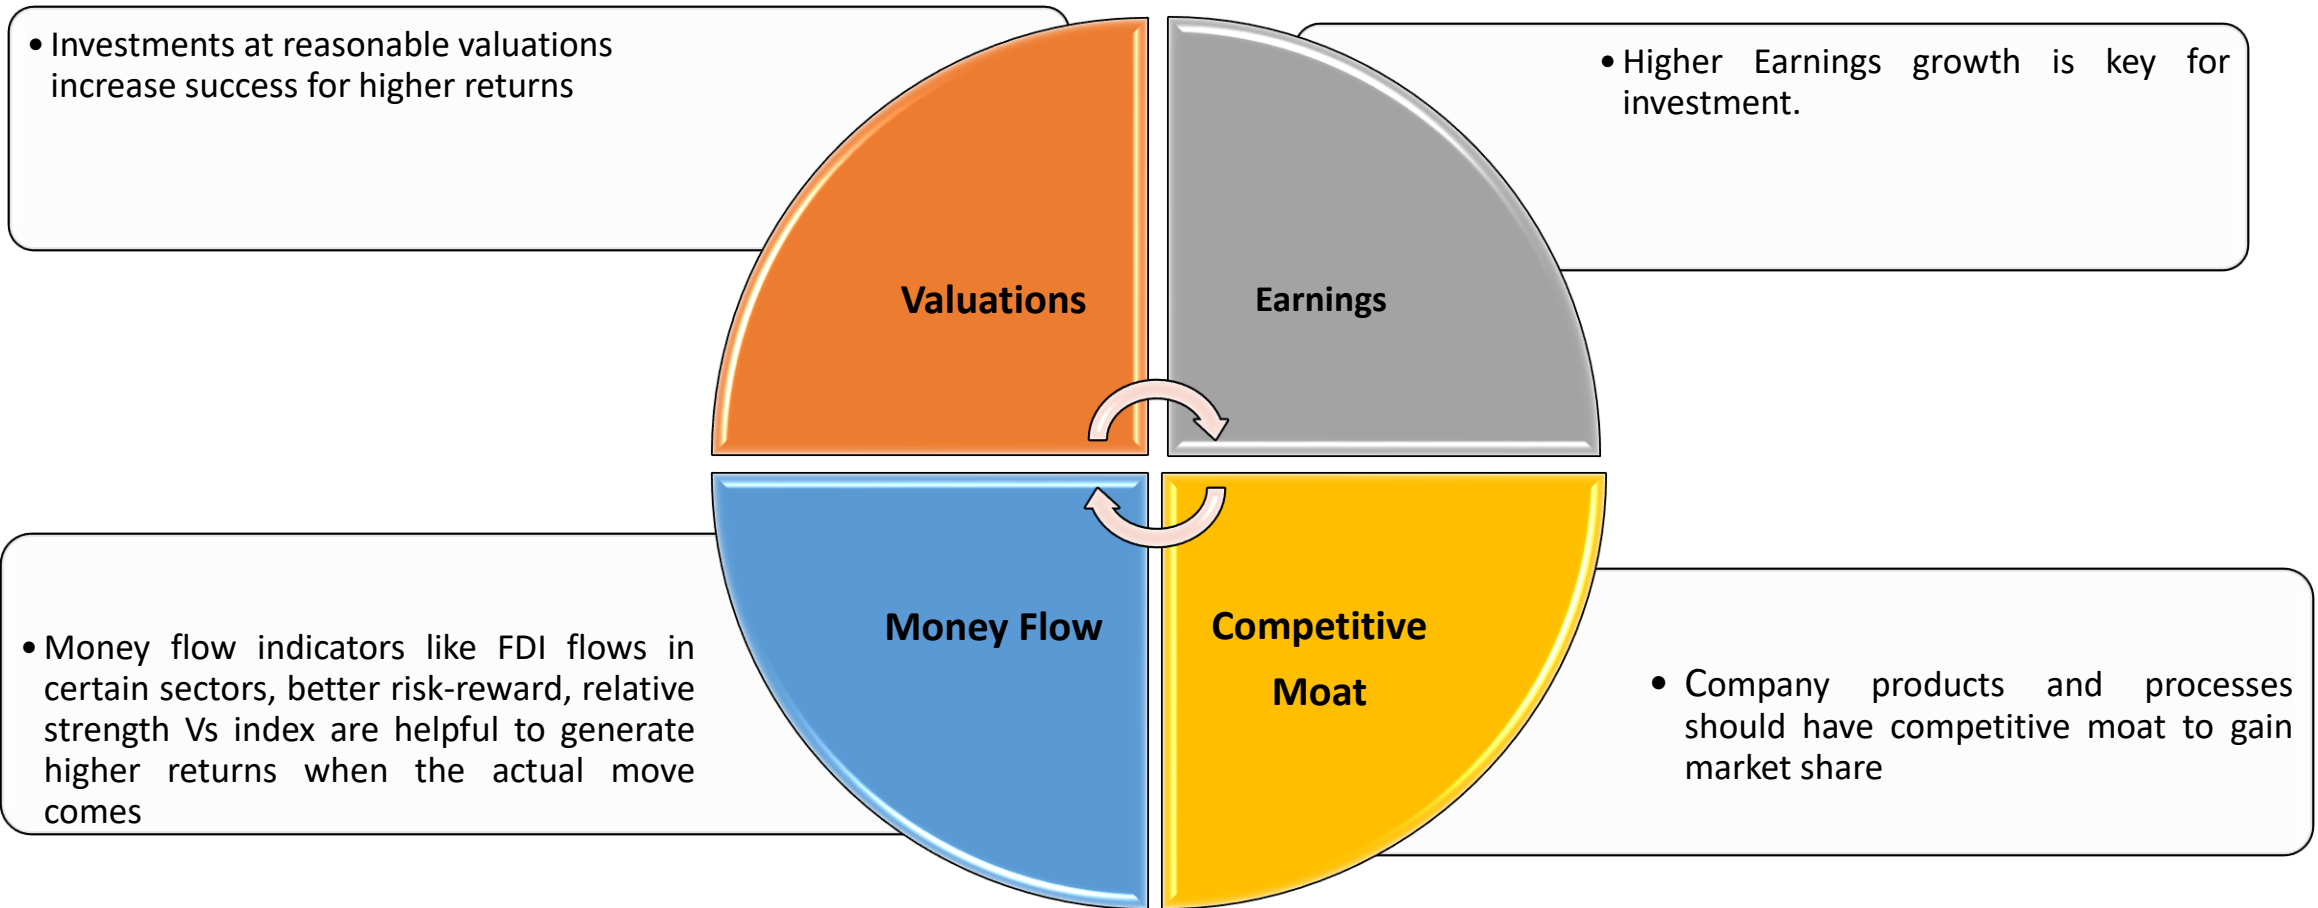 • Investments at reasonable valuations
increase success for higher returns
• Higher Earnings growth is key for
investment.
Valuations
Earnings
Money Flow
Competitive
Moat
• Money flow indicators like FDI flows in
certain sectors, better risk-reward, relative
strength Vs index are helpful to generate
higher returns when the actual move
comes
• Company products and processes
should have competitive moat to gain
market share